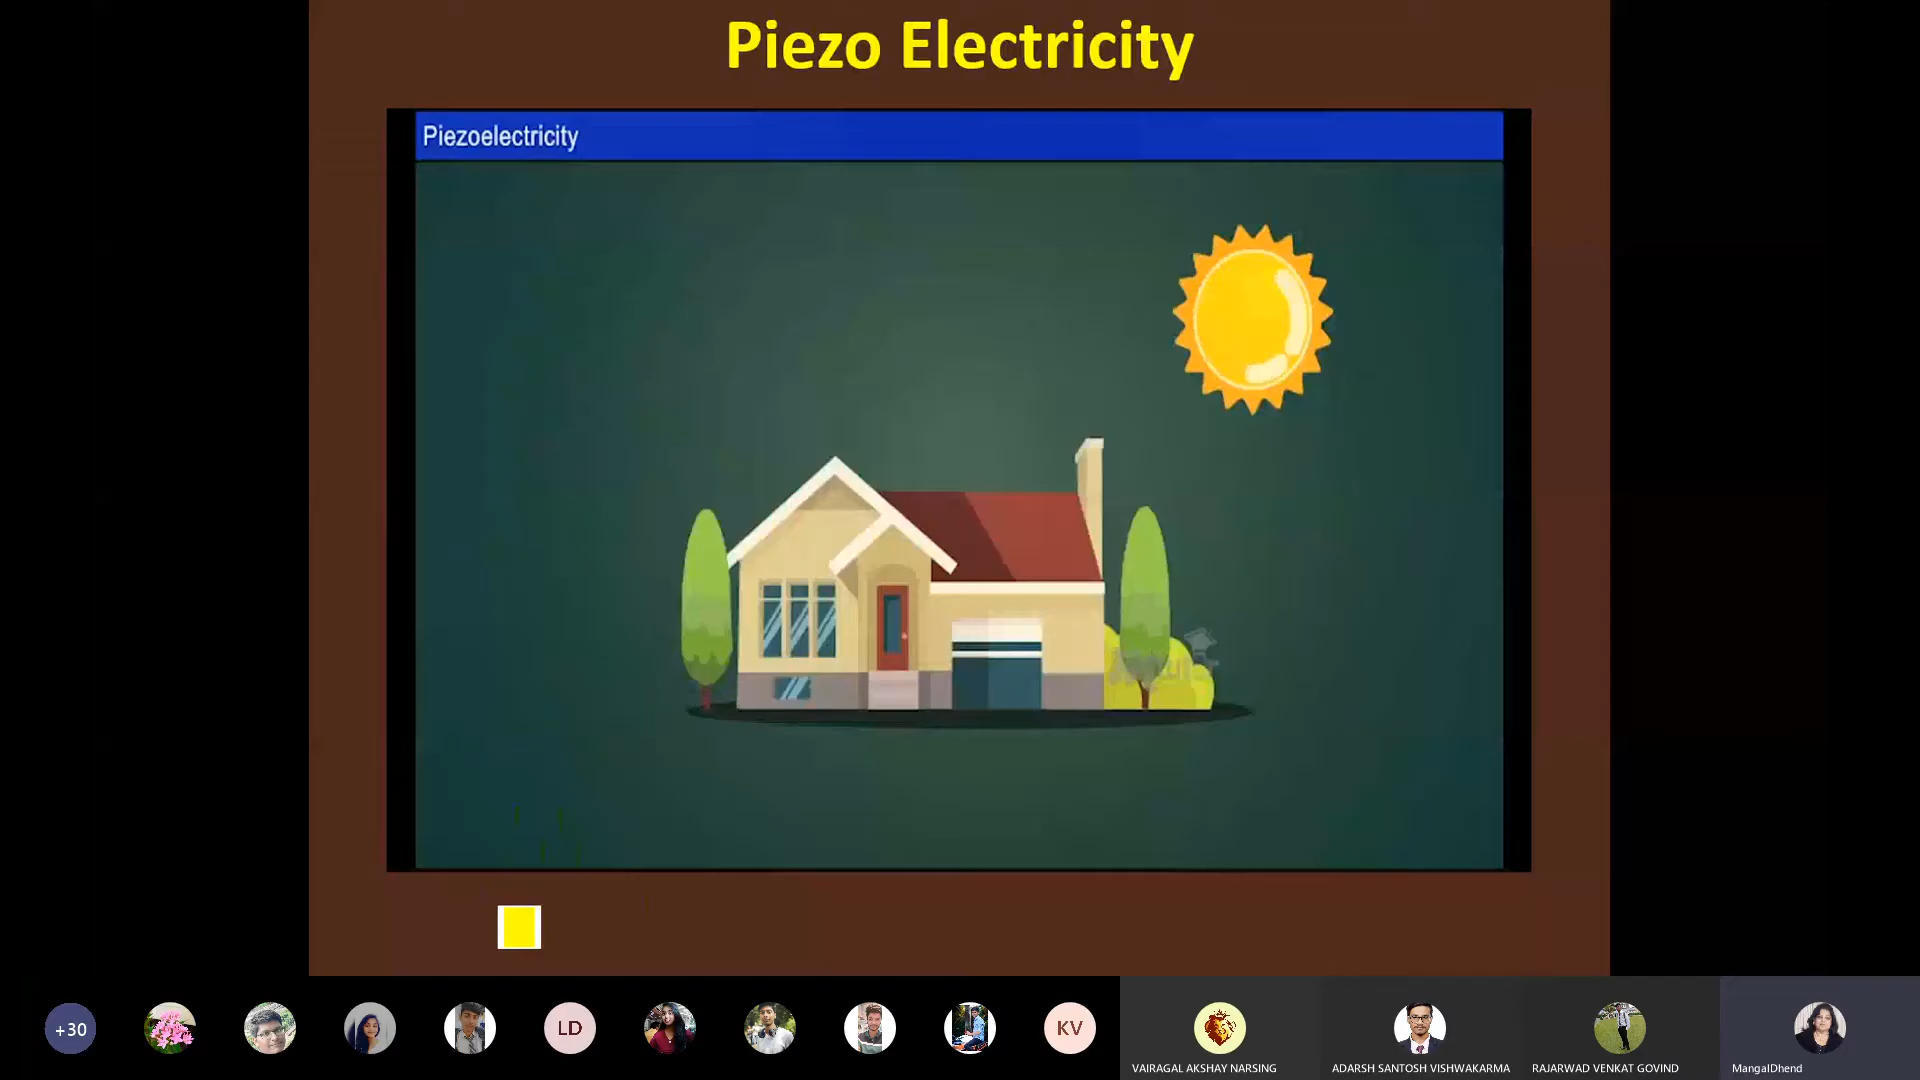 Piezo Electricity
Piezoelectricity
+30
LD
KV
VAIRAGAL AKSHAY NARSING
ADARSH SANTOSH VISHWAKARMA
RAJARWAD VENKAT GOVIND
MangalDhend